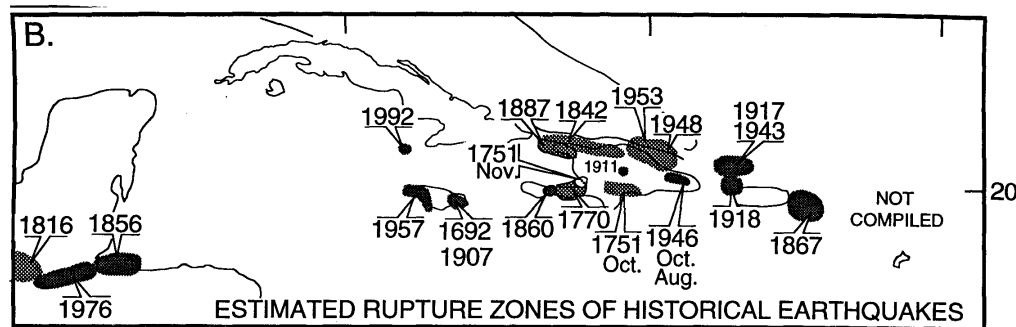 B.
1992
1887
1842
1953
1948
1917
1943
1751
Nov.
1911
20
1957
1692
1907
1860
1770
1751
Oct.
1946
Oct.
Aug.
1918
1867
NOT
COMPILED
1816
1856
1976
ESTIMATED RUPTURE ZONES OF HISTORICAL EARTHQUAKES